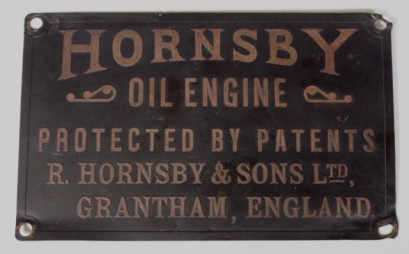 HORNSBY
OIL ENGINE
PROTECTED BY PATENTS
R. HORNSBY & SONS LTD,
GRANTHAM, ENGLAND.